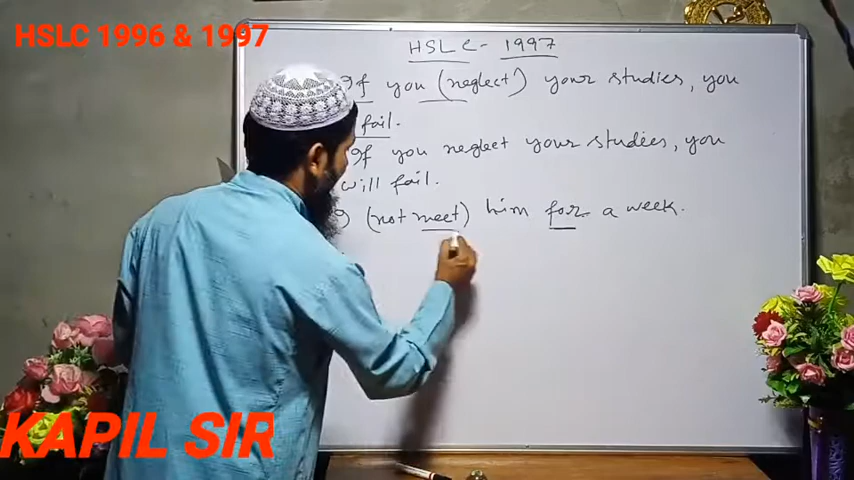 HSLC (1996 & 1997)
HSLC - 1997
If you (neglect) your studies, you
fail.
If you neglect your studies, you
will fail.
(not meet) him for a week.
KAPIL SIR